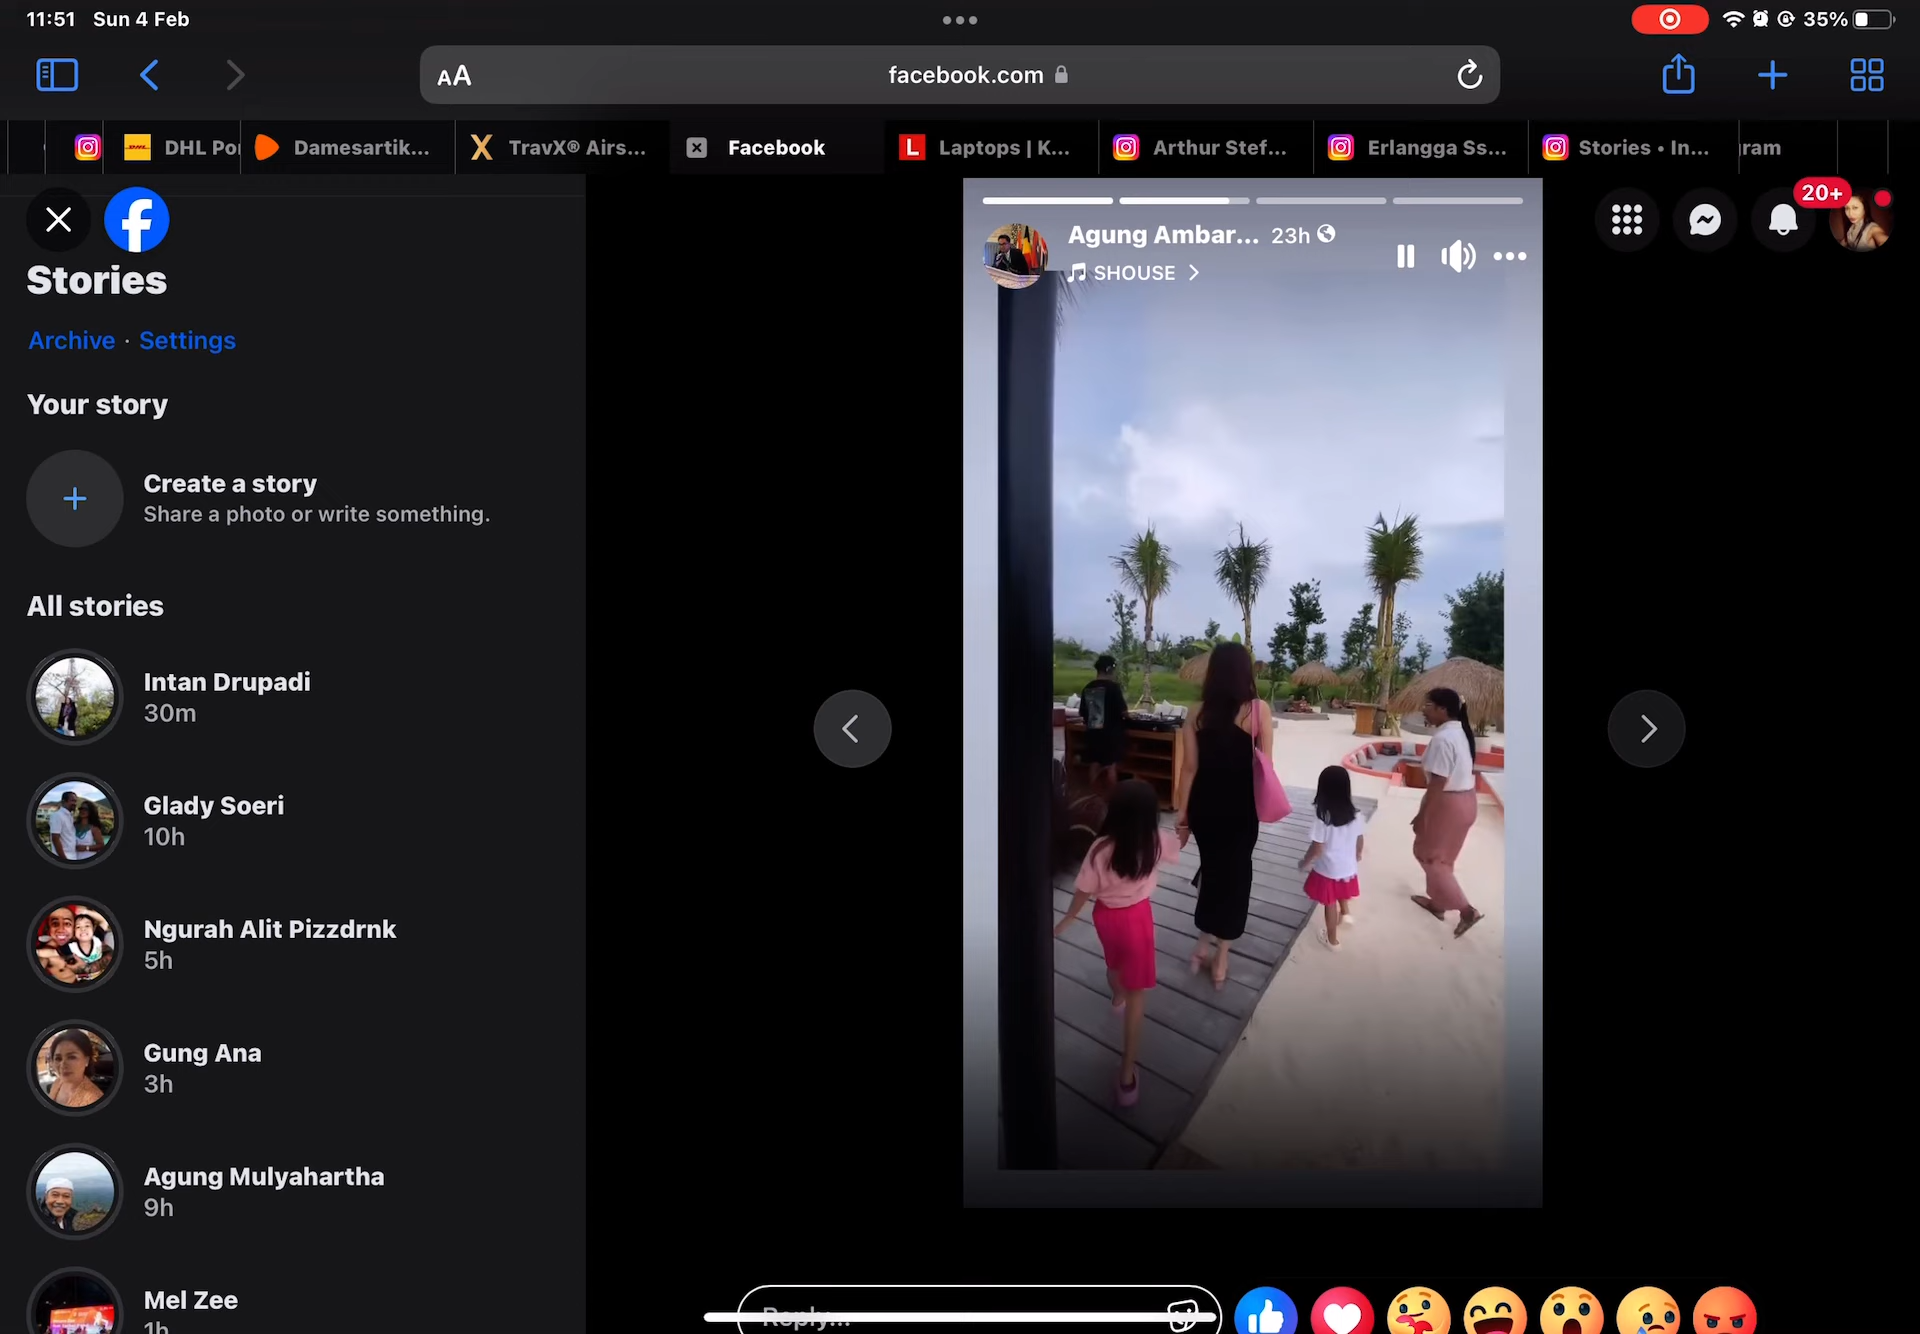 11:51 Sun 4 Feb
35%
AA
facebook.com
DHL Po
Damesartik...
TravX® Airs...
Facebook
L
Laptops | K...
Arthur Stef...
Erlangga Ss...
Stories • In...
ram
20+
Stories
Archive · Settings
Your story
Create a story
Share a photo or write something.
All stories
Intan Drupadi
30m
Glady Soeri
10h
Ngurah Alit Pizzdrnk
5h
Gung Ana
3h
Agung Mulyahartha
9h
Mel Zee
1h
Agung Ambar... 23h
SHOUSE
Reply...